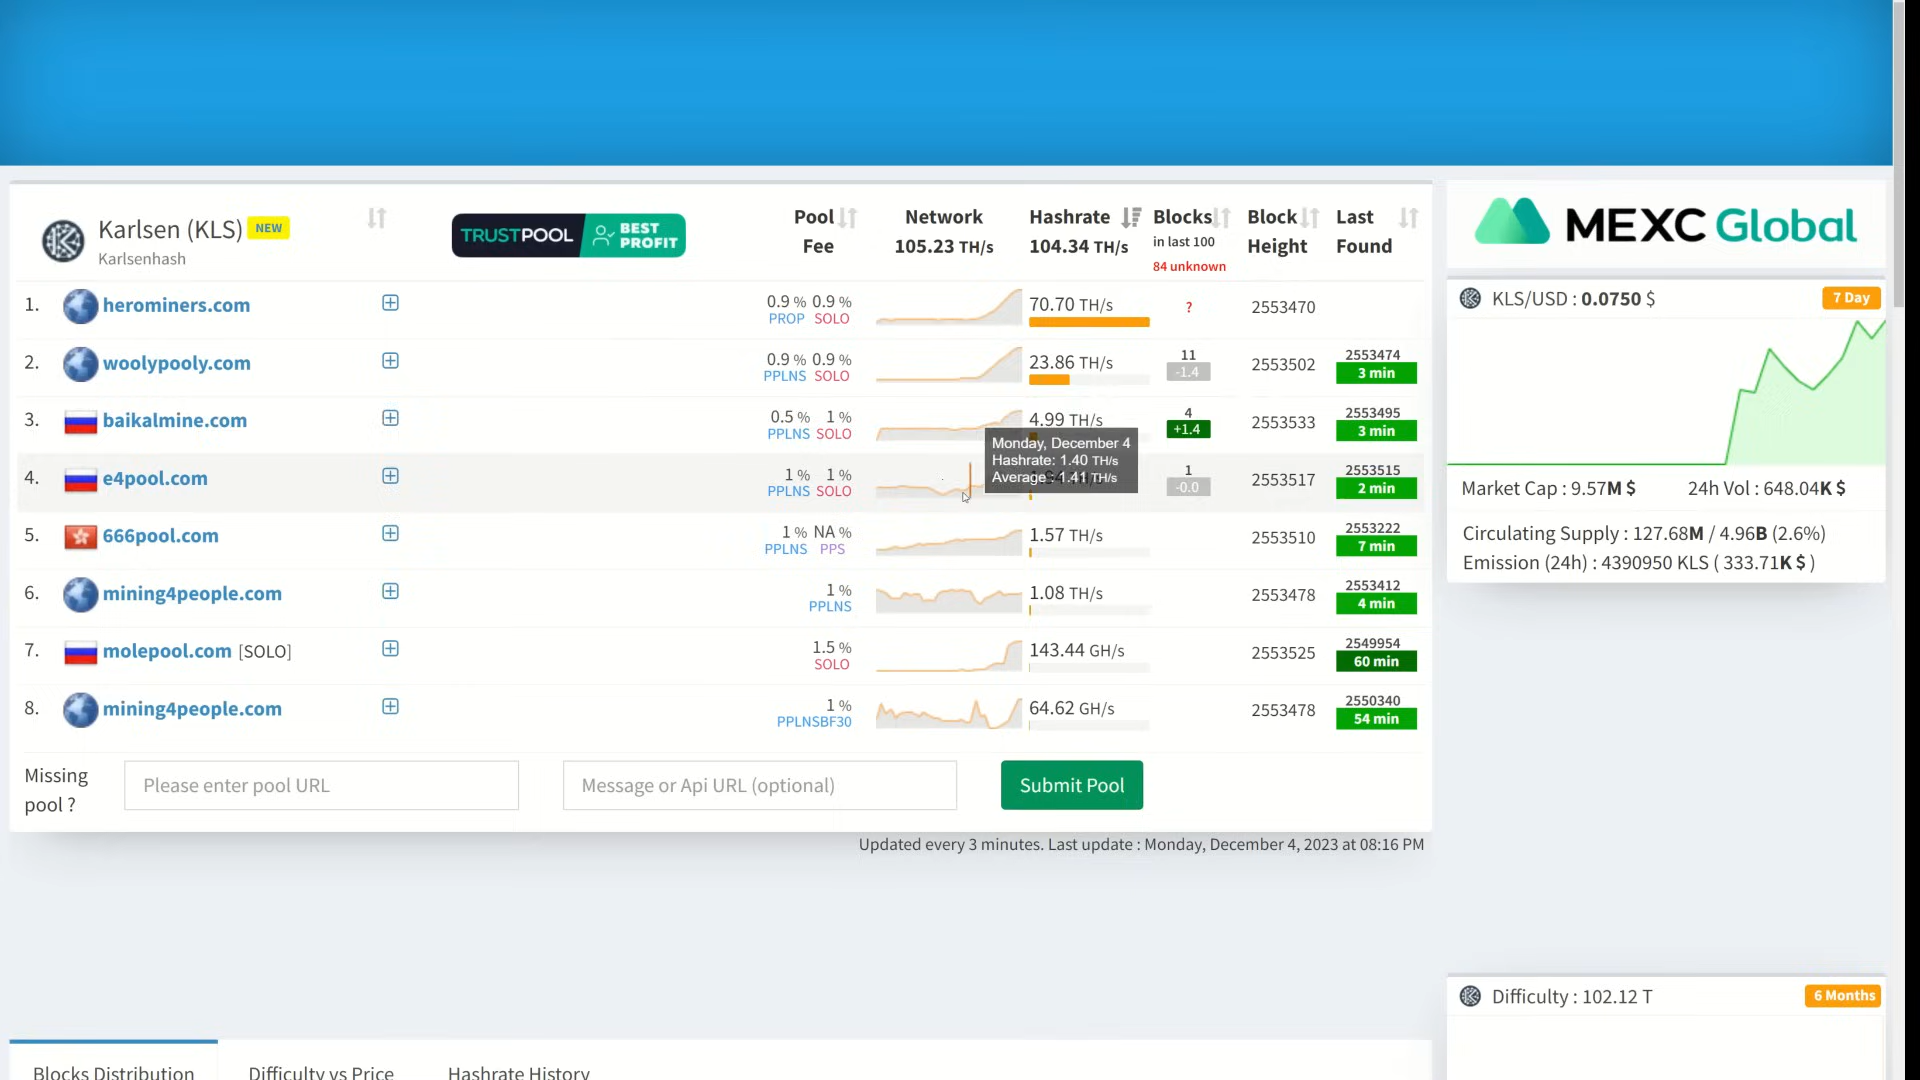 Karlsen (KLS) NEW
Karlsenhash
TRUSTPOOL BEST PROFIT
Pool Fee
Network 105.23 TH/s
Hashrate 104.34 TH/s
Blocks in last 100 84 unknown
Block Height
Last Found
1. herominers.com 0.9 % PROP 0.9 % SOLO 70.70 TH/s ? 2553470
2. woolypooly.com 0.9 % PPLNS 0.9 % SOLO 23.86 TH/s 11 -1.4 2553502 2553474 3 min
3. baikalmine.com 0.5 % PPLNS 1 % SOLO 4.99 TH/s 4 +1.4 2553533 2553495 3 min
Monday, December 4
Hashrate: 1.40 TH/s
Average: 1.41 TH/s
4. e4pool.com 1 % PPLNS 1 % SOLO 1 -0.0 2553517 2553515 2 min
5. 666pool.com 1 % PPLNS NA % PPS 1.57 TH/s 2553510 2553222 7 min
6. mining4people.com 1 % PPLNS 1.08 TH/s 2553478 2553412 4 min
7. molepool.com [SOLO] 1.5 % SOLO 143.44 GH/s 2553525 2549954 60 min
8. mining4people.com 1 % PPLNSBF30 64.62 GH/s 2553478 2550340 54 min
Missing pool ?
Please enter pool URL
Message or Api URL (optional)
Submit Pool
Updated every 3 minutes. Last update : Monday, December 4, 2023 at 08:16 PM
MEXC Global
KLS/USD : 0.0750 $ 7 Day
Market Cap : 9.57M $ 24h Vol : 648.04K $
Circulating Supply : 127.68M / 4.96B (2.6%)
Emission (24h) : 4390950 KLS ( 333.71K $ )
Difficulty : 102.12 T 6 Months
Blocks Distribution
Difficulty vs Price
Hashrate History